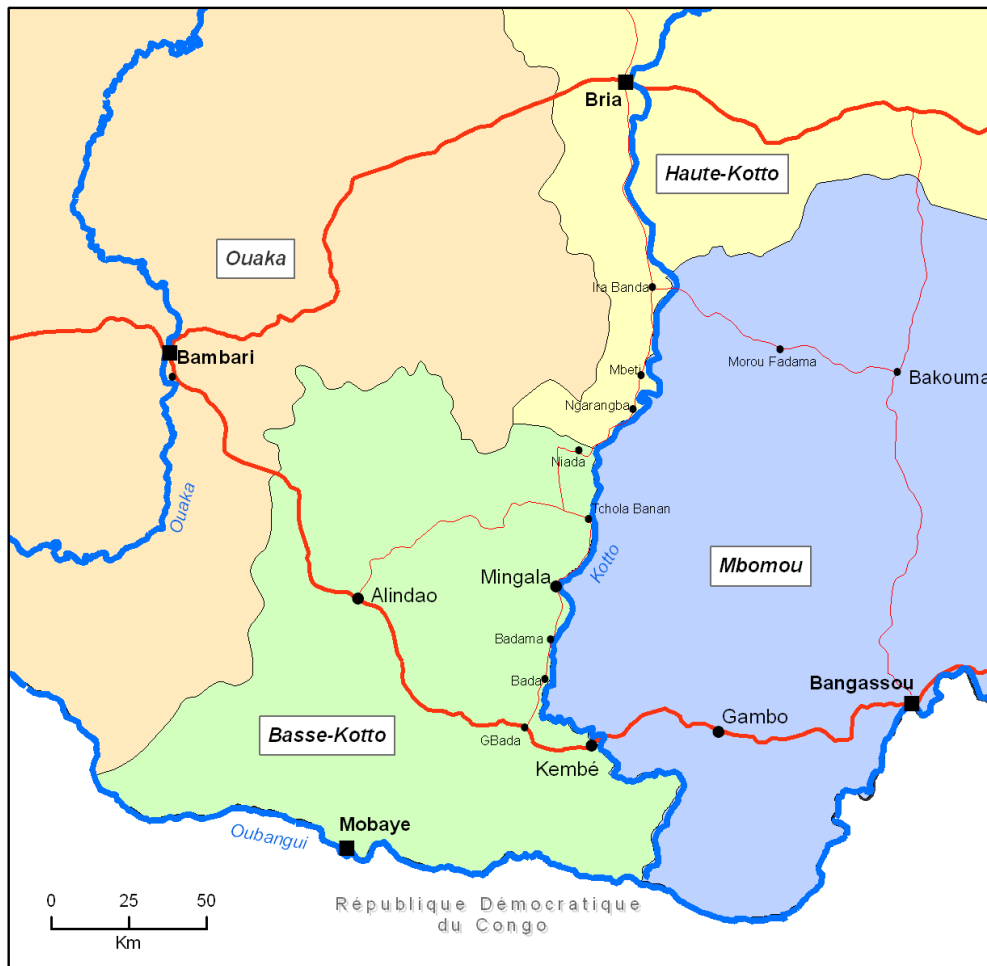 Bria
Haute-Kotto
Ouaka
Ira Banda
Bambari
Morou Fadama
Mbeti
Bakouma
Ngarangba
Niada
Ouaka
Tchola Banan
Kotto
Mingala
Mbomou
Alindao
Badama
Bada
Bangassou
Gambo
Basse-Kotto
GBada
Kembé
Mobaye
Oubangui
0 25 50
Km
République Démocratique
du Congo